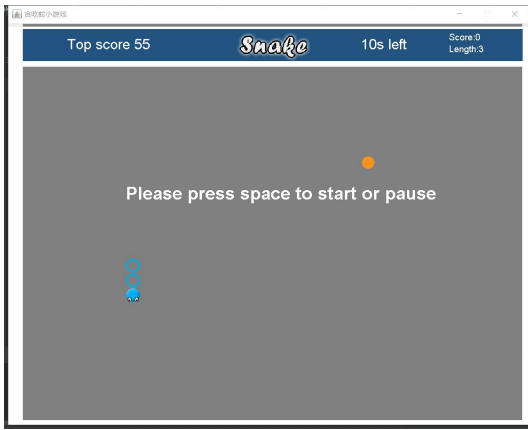 贪吃蛇小游戏
Top score 55
Snake
10s left
Score:0
Length:3
Please press space to start or pause